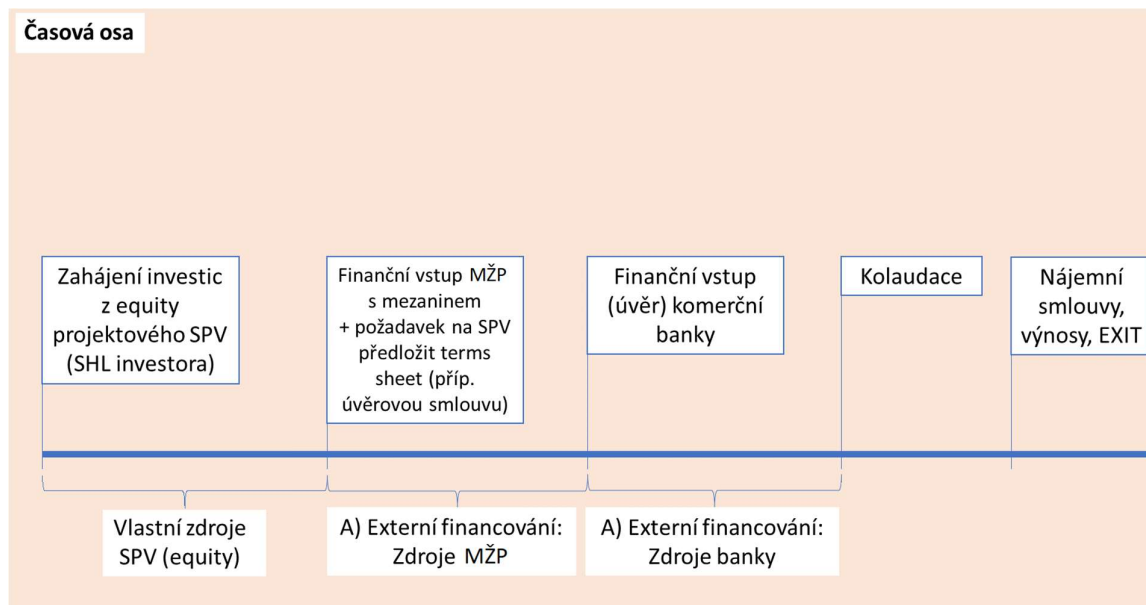 Časová osa
Zahájení investic
z equity
projektového SPV
(SHL investora)
Finanční vstup MŽP
s mezaninem
+ požadavek na SPV
předložit terms
sheet (příp.
úvěrovou smlouvu)
Finanční vstup
(úvěr) komerční
banky
Kolaudace
Nájemní
smlouvy,
výnosy, EXIT
Vlastní zdroje
SPV (equity)
A) Externí financování:
Zdroje MŽP
A) Externí financování:
Zdroje banky